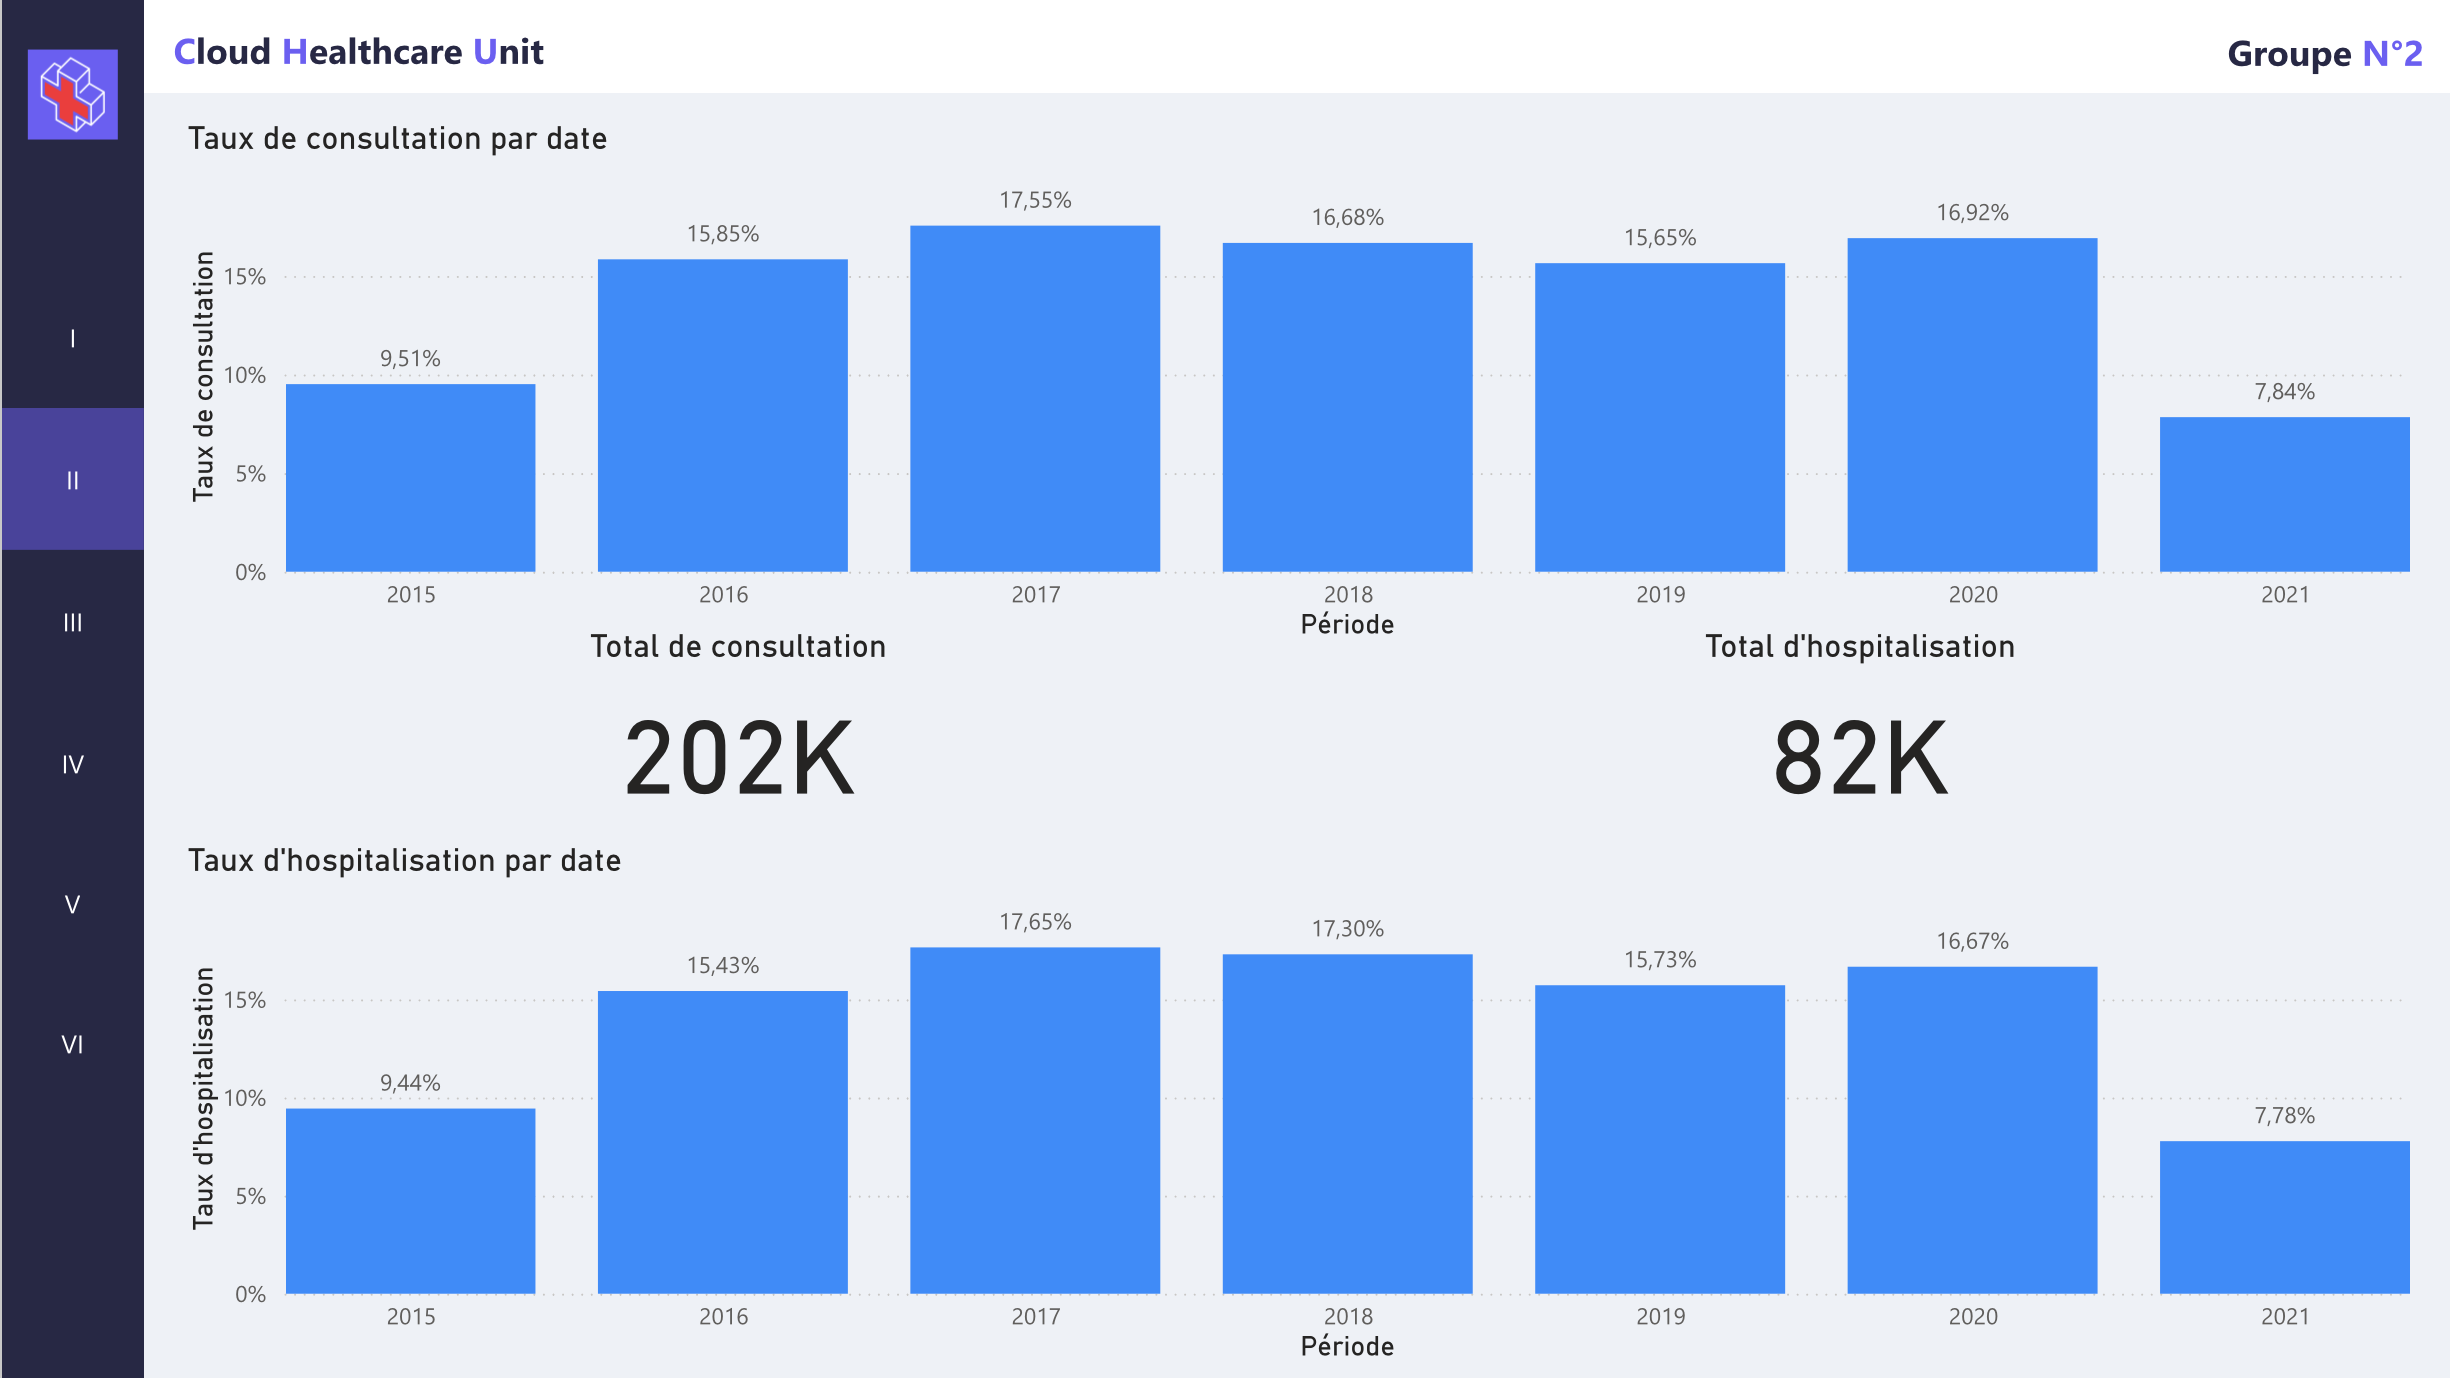 Cloud Healthcare Unit
Groupe N°2
I
II
III
IV
V
VI
Taux de consultation par date
Taux de consultation
15%
10%
5%
0%
9,51%
15,85%
17,55%
16,68%
15,65%
16,92%
7,84%
2015
2016
2017
2018
2019
2020
2021
Période
Total de consultation
202K
Total d'hospitalisation
82K
Taux d'hospitalisation par date
Taux d'hospitalisation
15%
10%
5%
0%
9,44%
15,43%
17,65%
17,30%
15,73%
16,67%
7,78%
2015
2016
2017
2018
2019
2020
2021
Période